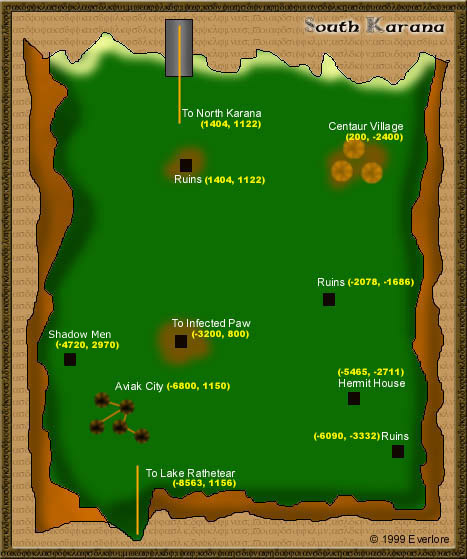 South Karana
To North Karana
(1404, 1122)
Centaur Village
(200, -2400)
Ruins (1404, 1122)
Ruins (-2078, -1686)
To Infected Paw
(-3200, 800)
Shadow Men
(-4720, 2970)
(-5465, -2711)
Hermit House
Aviak City (-6800, 1150)
(-6090, -3332) Ruins
To Lake Rathetear
(-8563, 1156)
© 1999 Everlore